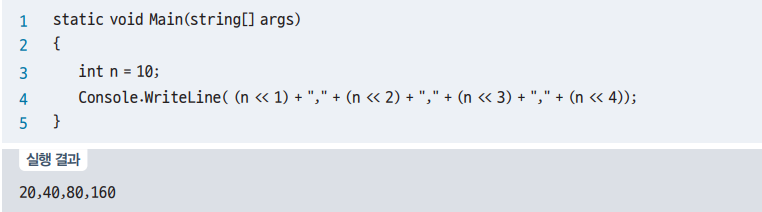 1 static void Main(string[] args)
2 {
3 int n = 10;
4 Console.WriteLine( (n << 1) + "," + (n << 2) + "," + (n << 3) + "," + (n << 4));
5 }
실행 결과
20,40,80,160